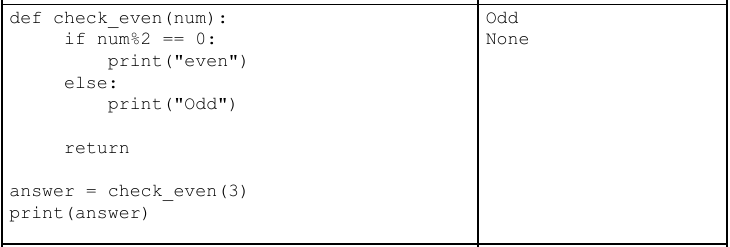 def check_even(num):
    if num%2 == 0:
        print("even")
    else:
        print("Odd")
    return
answer = check_even(3)
print(answer)
Odd
None